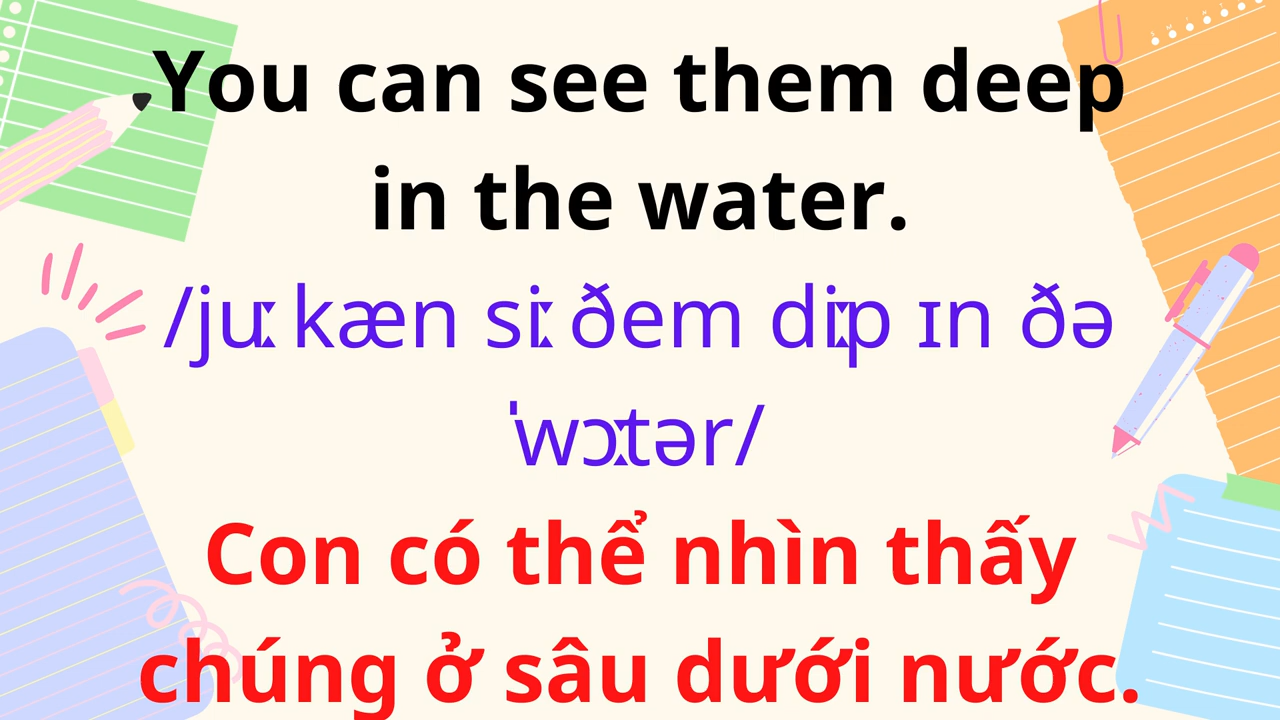 You can see them deep
in the water.
/juː kæn siː ðem diːp ɪn ðə
ˈwɔːtər/
Con có thể nhìn thấy
chúng ở sâu dưới nước.